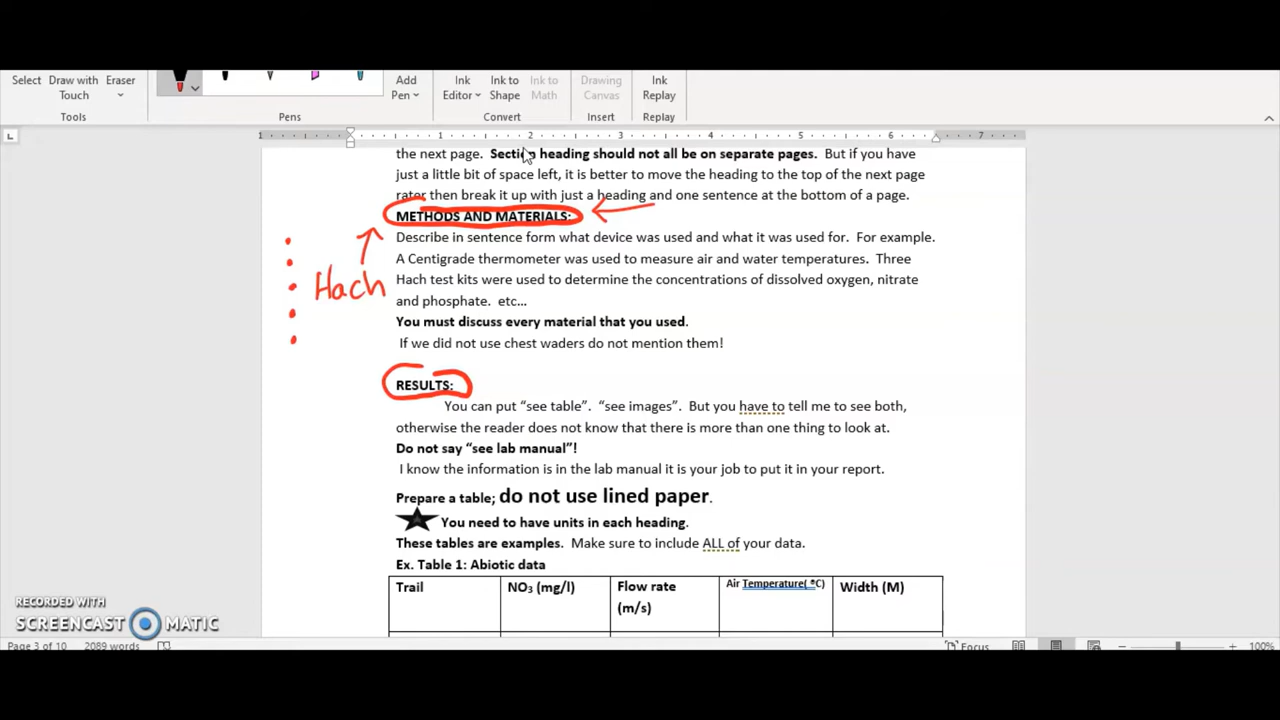 Select Draw with Touch Eraser Add Pen Ink Editor Ink to Shape Ink to Math Drawing Canvas Ink Replay
Tools Pens Convert Insert Replay
1 1 2 3 4 5 6 7
the next page. Section heading should not all be on separate pages. But if you have
just a little bit of space left, it is better to move the heading to the top of the next page
rater then break it up with just a heading and one sentence at the bottom of a page.
METHODS AND MATERIALS:
Describe in sentence form what device was used and what it was used for. For example.
A Centigrade thermometer was used to measure air and water temperatures. Three
Hach
Hach test kits were used to determine the concentrations of dissolved oxygen, nitrate
and phosphate. etc…
You must discuss every material that you used.
If we did not use chest waders do not mention them!
RESULTS:
You can put “see table”. “see images”. But you have to tell me to see both,
otherwise the reader does not know that there is more than one thing to look at.
Do not say “see lab manual”!
I know the information is in the lab manual it is your job to put it in your report.
Prepare a table; do not use lined paper.
You need to have units in each heading.
These tables are examples. Make sure to include ALL of your data.
Ex. Table 1: Abiotic data
Trail NO₃ (mg/l) Flow rate (m/s) Air Temperature( °C) Width (M)
RECORDED WITH
SCREENCAST MATIC
Page 3 of 10 2089 words Focus 100%